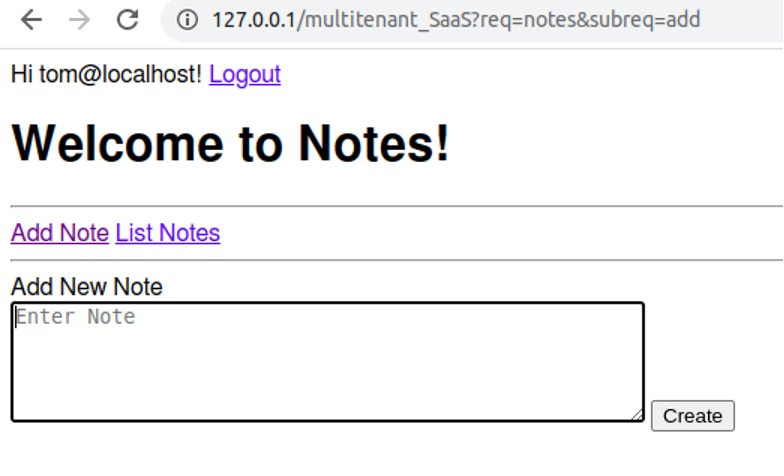 127.0.0.1/multitenant_SaaS?req=notes&subreq=add
Hi tom@localhost! Logout
Welcome to Notes!
Add Note List Notes
Add New Note
Enter Note
Create